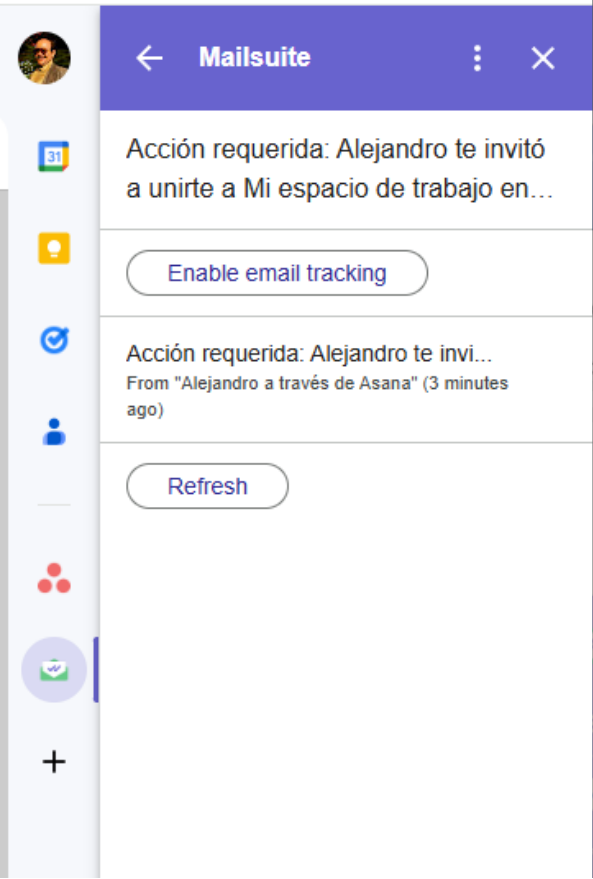 Mailsuite
31
Acción requerida: Alejandro te invitó
a unirte a Mi espacio de trabajo en...
Enable email tracking
Acción requerida: Alejandro te invi...
From "Alejandro a través de Asana" (3 minutes
ago)
Refresh